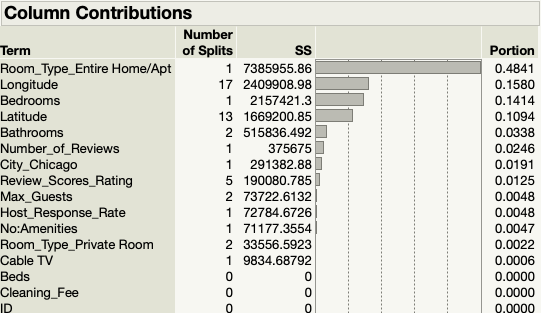 Column Contributions
Number
Term of Splits SS Portion
Room_Type_Entire Home/Apt 1 7385955.86 0.4841
Longitude 17 2409908.98 0.1580
Bedrooms 1 2157421.3 0.1414
Latitude 13 1669200.85 0.1094
Bathrooms 2 515836.492 0.0338
Number_of_Reviews 1 375675 0.0246
City_Chicago 1 291382.88 0.0191
Review_Scores_Rating 5 190080.785 0.0125
Max_Guests 2 73722.6132 0.0048
Host_Response_Rate 1 72784.6726 0.0048
No:Amenities 1 71177.3554 0.0047
Room_Type_Private Room 2 33556.5923 0.0022
Cable TV 1 9834.68792 0.0006
Beds 0 0 0.0000
Cleaning_Fee 0 0 0.0000
ID 0 0 0.0000